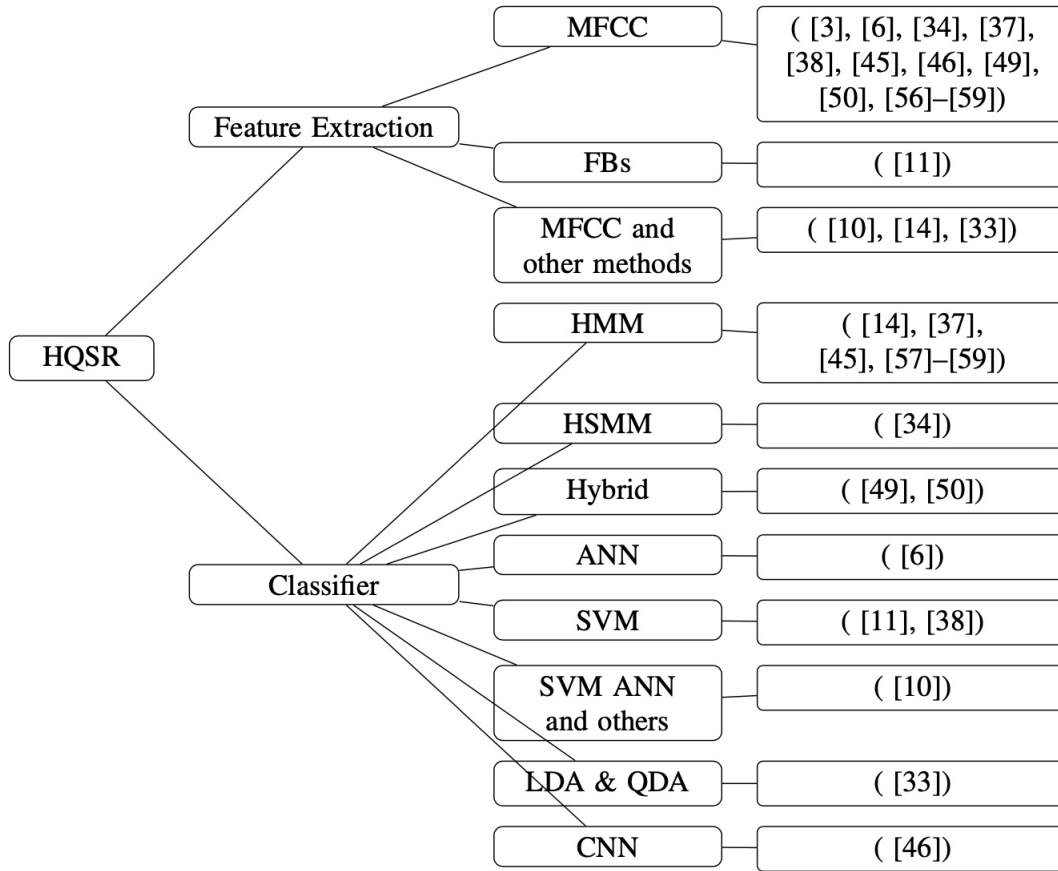 MFCC
( [3], [6], [34], [37],
[38], [45], [46], [49],
[50], [56]–[59])
Feature Extraction
FBs
( [11])
MFCC and
other methods
( [10], [14], [33])
HMM
( [14], [37],
[45], [57]–[59])
HQSR
HSMM
( [34])
Hybrid
( [49], [50])
ANN
( [6])
Classifier
SVM
( [11], [38])
SVM ANN
and others
( [10])
LDA & QDA
( [33])
CNN
( [46])